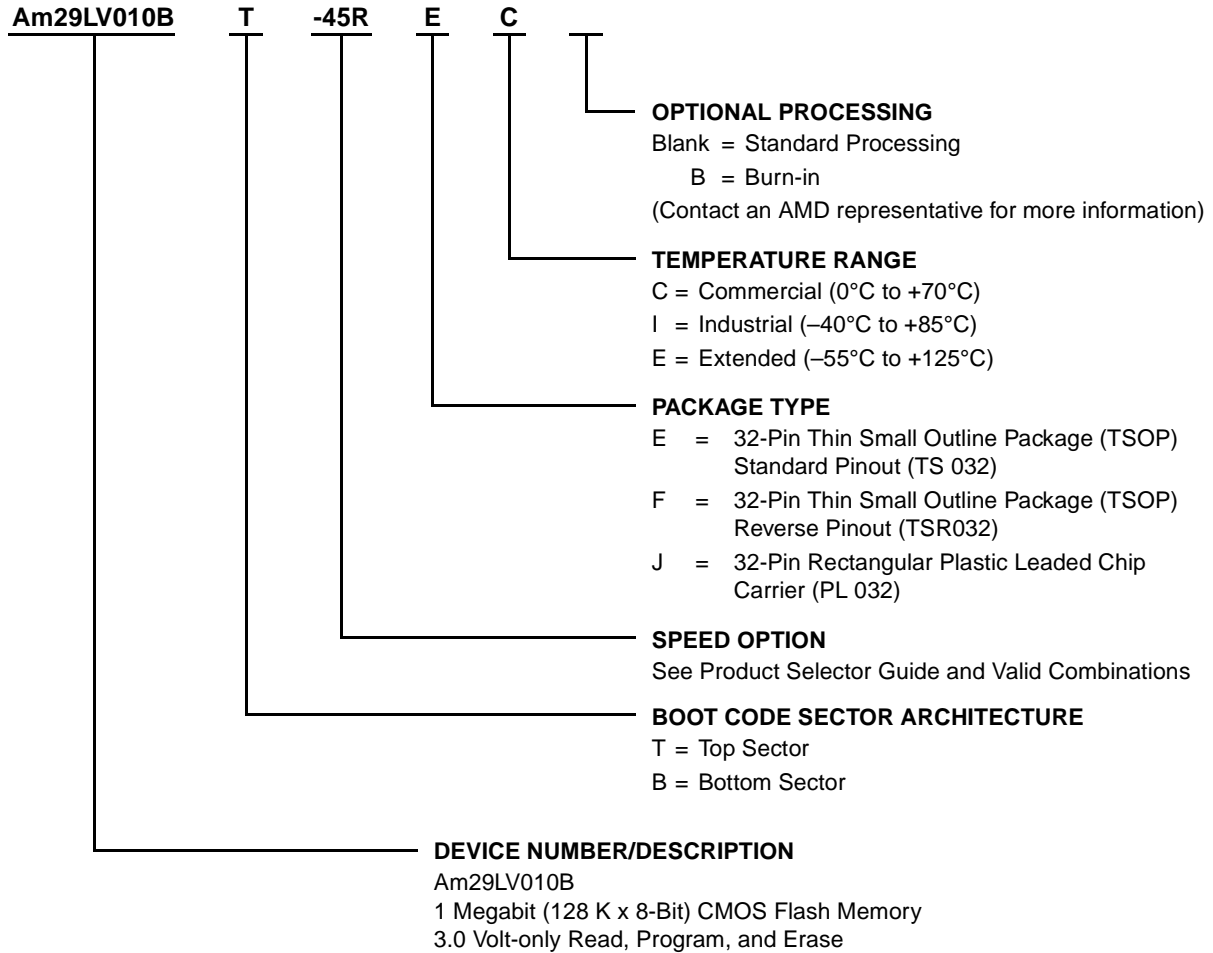 Am29LV010B T -45R E C
OPTIONAL PROCESSING
Blank = Standard Processing
B = Burn-in
(Contact an AMD representative for more information)
TEMPERATURE RANGE
C = Commercial (0°C to +70°C)
I = Industrial (–40°C to +85°C)
E = Extended (–55°C to +125°C)
PACKAGE TYPE
E = 32-Pin Thin Small Outline Package (TSOP)
Standard Pinout (TS 032)
F = 32-Pin Thin Small Outline Package (TSOP)
Reverse Pinout (TSR032)
J = 32-Pin Rectangular Plastic Leaded Chip
Carrier (PL 032)
SPEED OPTION
See Product Selector Guide and Valid Combinations
BOOT CODE SECTOR ARCHITECTURE
T = Top Sector
B = Bottom Sector
DEVICE NUMBER/DESCRIPTION
Am29LV010B
1 Megabit (128 K x 8-Bit) CMOS Flash Memory
3.0 Volt-only Read, Program, and Erase